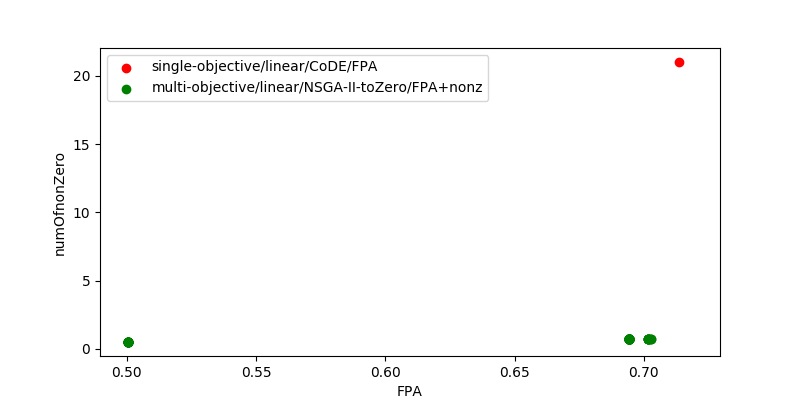 single-objective/linear/CoDE/FPA
multi-objective/linear/NSGA-II-toZero/FPA+nonz
20
15
10
5
0
numOfnonZero
0.50 0.55 0.60 0.65 0.70
FPA